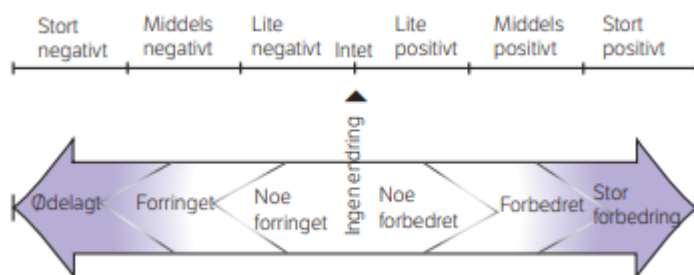 Stort negativt
Middels negativt
Lite negativt
Intet
Lite positivt
Middels positivt
Stort positivt
Ingen endring
Ødelagt
Forringet
Noe forringet
Noe forbedret
Forbedret
Stor forbedring